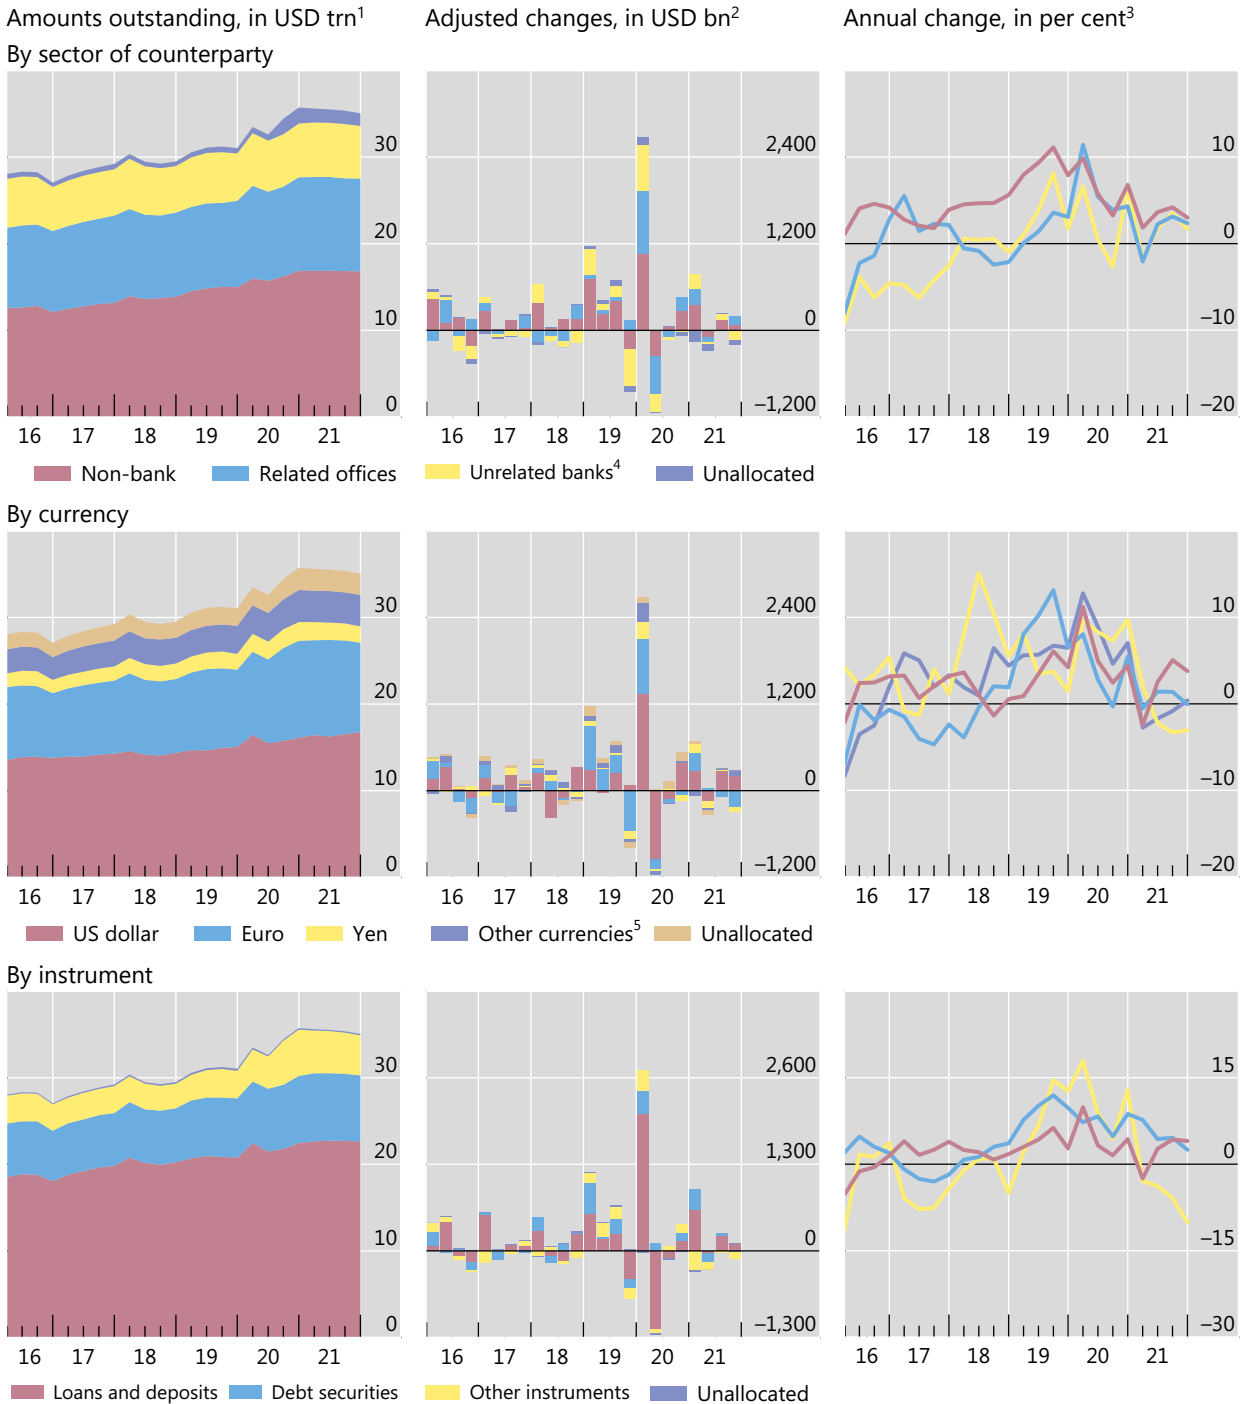 Amounts outstanding, in USD trn¹ Adjusted changes, in USD bn² Annual change, in per cent³
By sector of counterparty
30 2,400 10
20 1,200 0
10 0 –10
0 –1,200 –20
16 17 18 19 20 21 16 17 18 19 20 21 16 17 18 19 20 21
Non-bank Related offices Unrelated banks⁴ Unallocated
By currency
30 2,400 10
20 1,200 0
10 0 –10
0 –1,200 –20
16 17 18 19 20 21 16 17 18 19 20 21 16 17 18 19 20 21
US dollar Euro Yen Other currencies⁵ Unallocated
By instrument
30 2,600 15
20 1,300 0
10 0 –15
0 –1,300 –30
16 17 18 19 20 21 16 17 18 19 20 21 16 17 18 19 20 21
Loans and deposits Debt securities Other instruments Unallocated